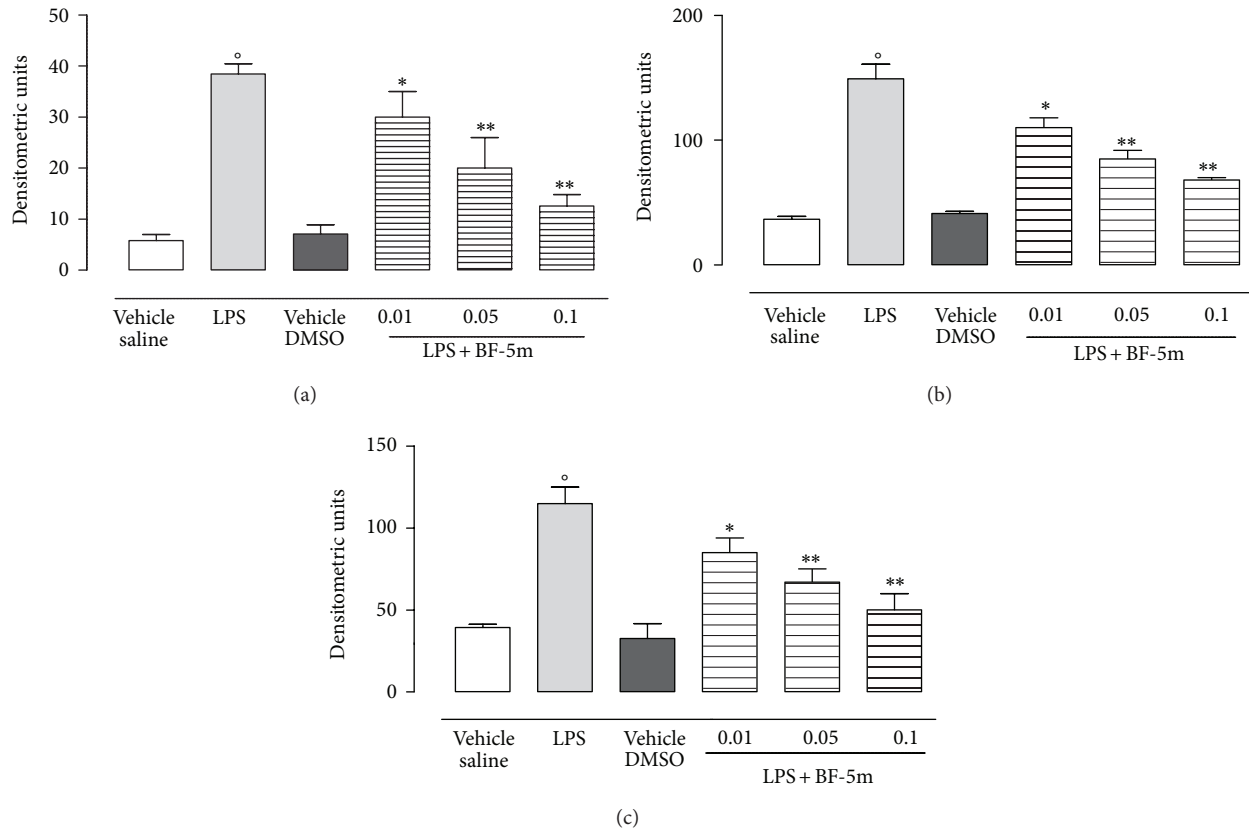 50
40
30
20
10
0
Densitometric units
°
*
**
**
Vehicle
saline
LPS
Vehicle
DMSO
0.01
0.05
0.1
LPS + BF-5m
(a)
200
100
0
Densitometric units
°
*
**
**
Vehicle
saline
LPS
Vehicle
DMSO
0.01
0.05
0.1
LPS + BF-5m
(b)
150
100
50
0
Densitometric units
°
*
**
**
Vehicle
saline
LPS
Vehicle
DMSO
0.01
0.05
0.1
LPS + BF-5m
(c)